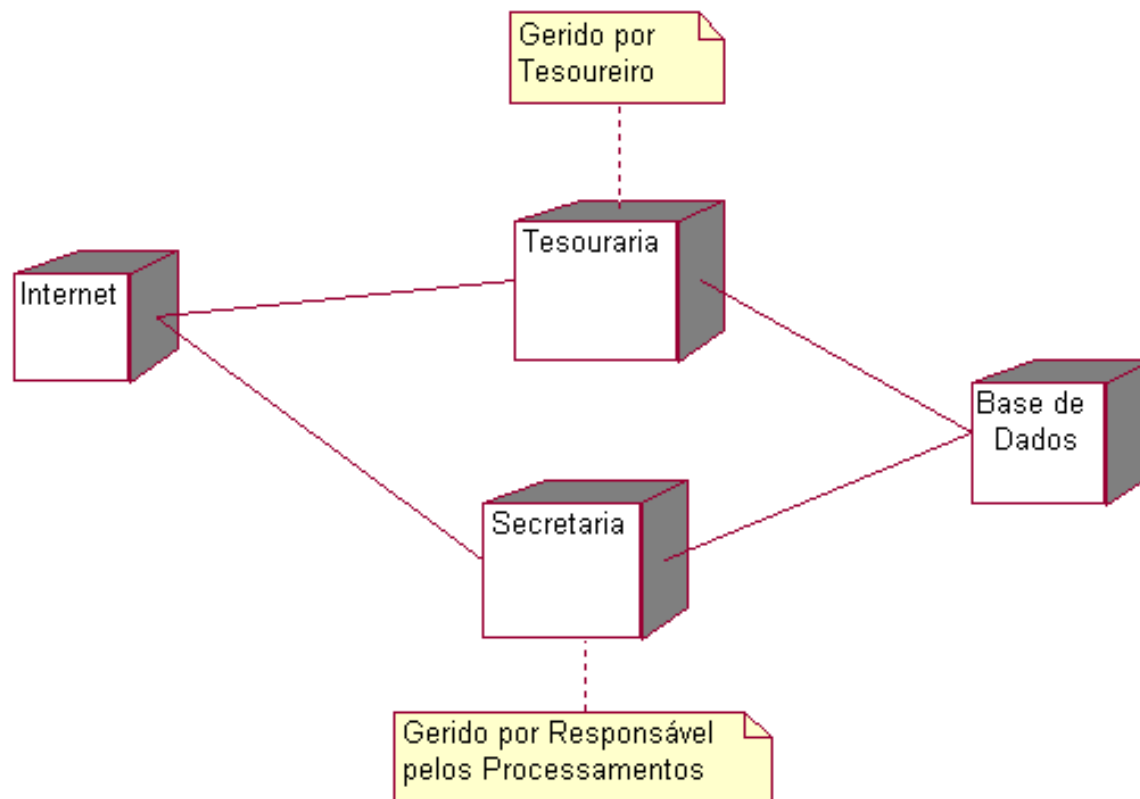 Gerido por
Tesoureiro
Tesouraria
Internet
Base de
Dados
Secretaria
Gerido por Responsável
pelos Processamentos